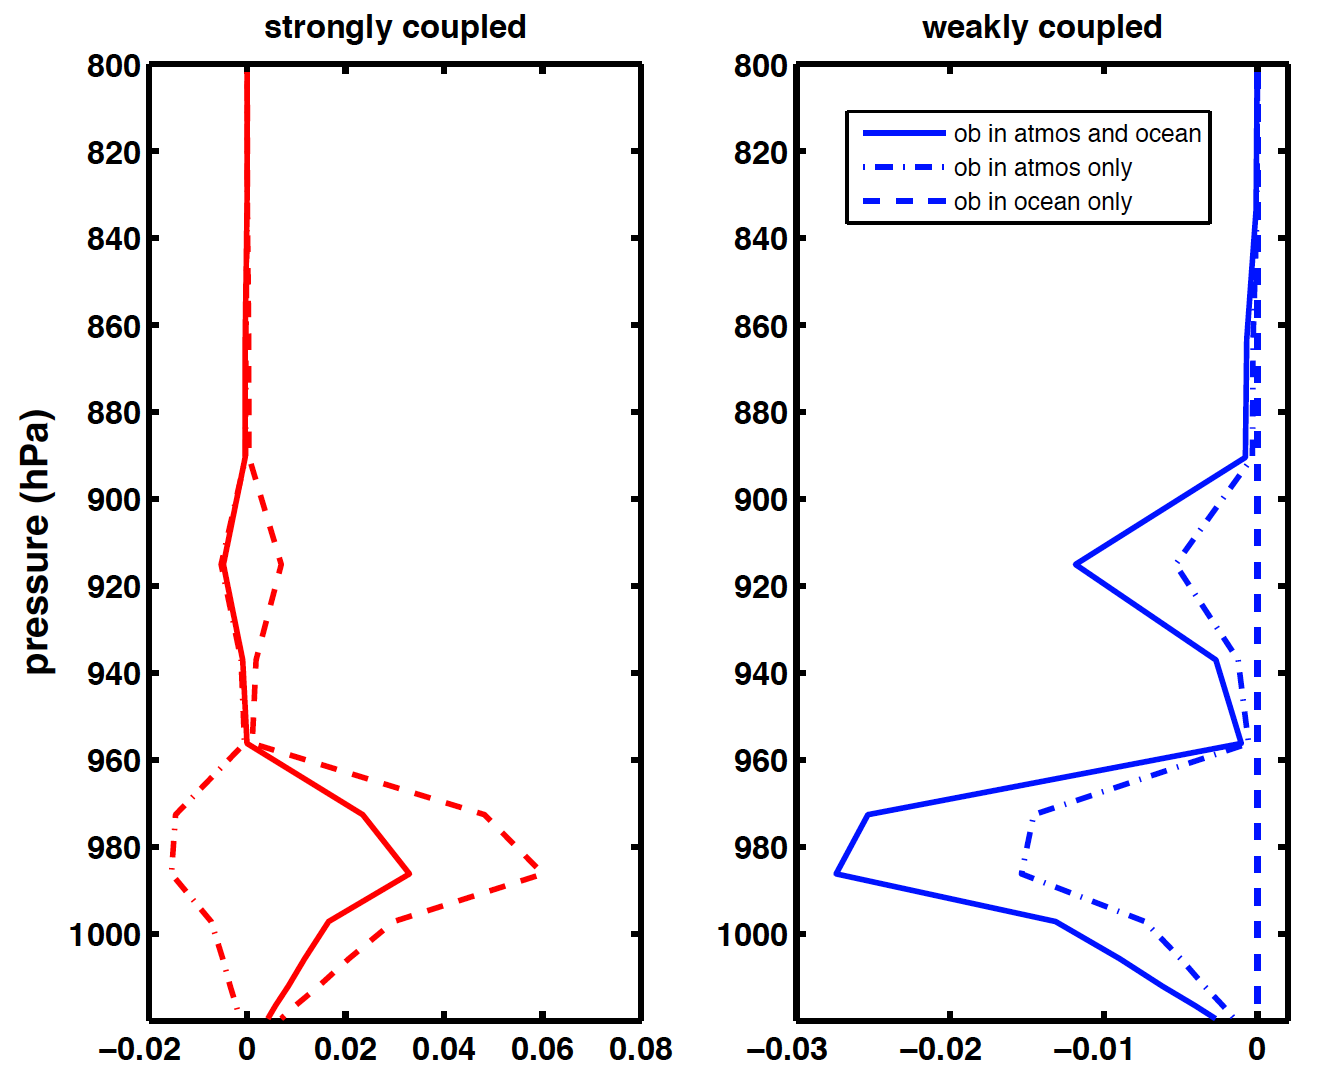 strongly coupled
weakly coupled
pressure (hPa)
800
820
840
860
880
900
920
940
960
980
1000
−0.02 0 0.02 0.04 0.06 0.08
800
820
840
860
880
900
920
940
960
980
1000
−0.03 −0.02 −0.01 0
ob in atmos and ocean
ob in atmos only
ob in ocean only